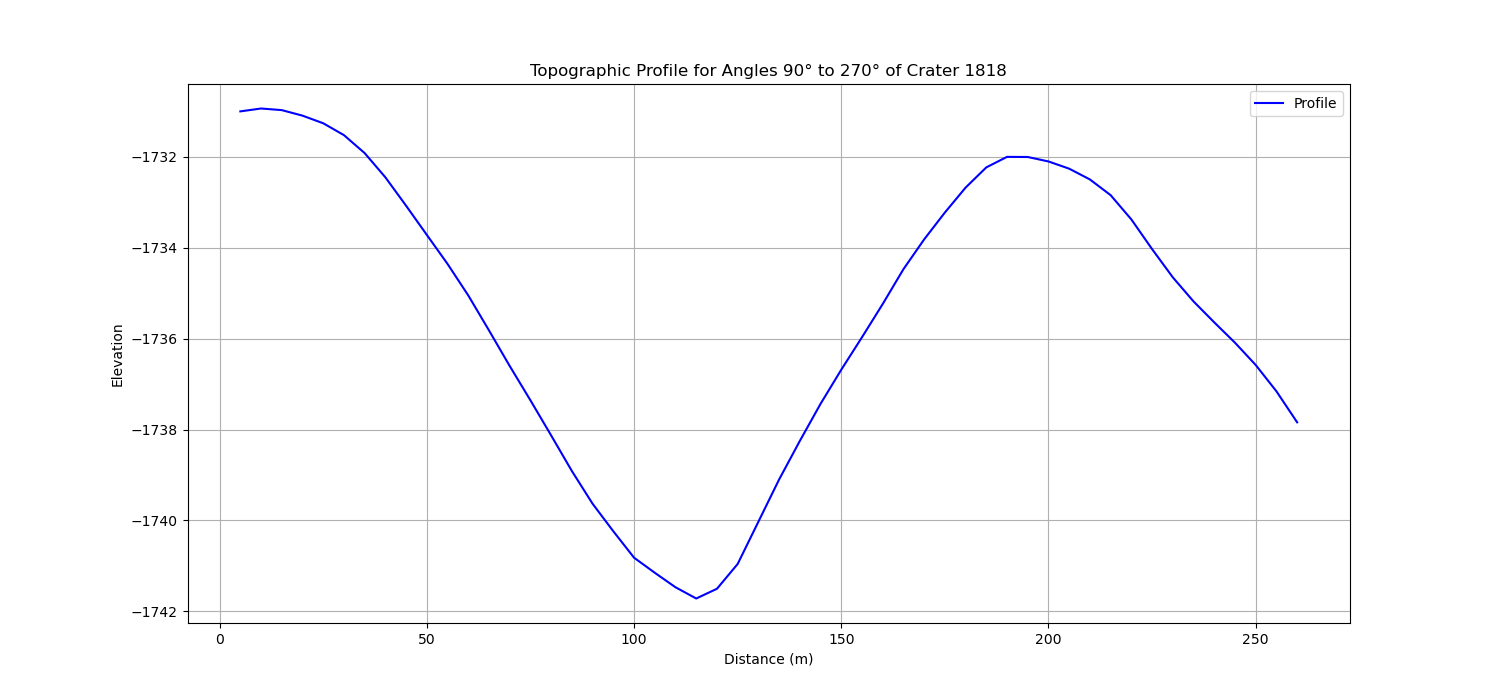 Topographic Profile for Angles 90° to 270° of Crater 1818
Profile
−1732
−1734
−1736
−1738
−1740
−1742
Elevation
0 50 100 150 200 250
Distance (m)